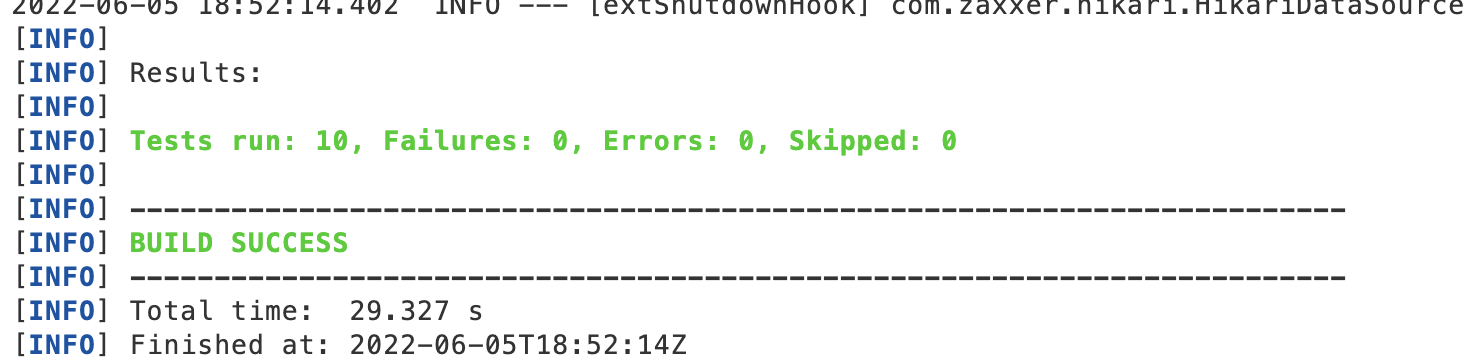 2022-06-05 18:52:14.402  INFO --- [extShutdownHook] com.zaxxer.hikari.HikariDataSource
[INFO]
[INFO] Results:
[INFO]
[INFO] Tests run: 10, Failures: 0, Errors: 0, Skipped: 0
[INFO]
[INFO] ------------------------------------------------------------------------
[INFO] BUILD SUCCESS
[INFO] ------------------------------------------------------------------------
[INFO] Total time:  29.327 s
[INFO] Finished at: 2022-06-05T18:52:14Z